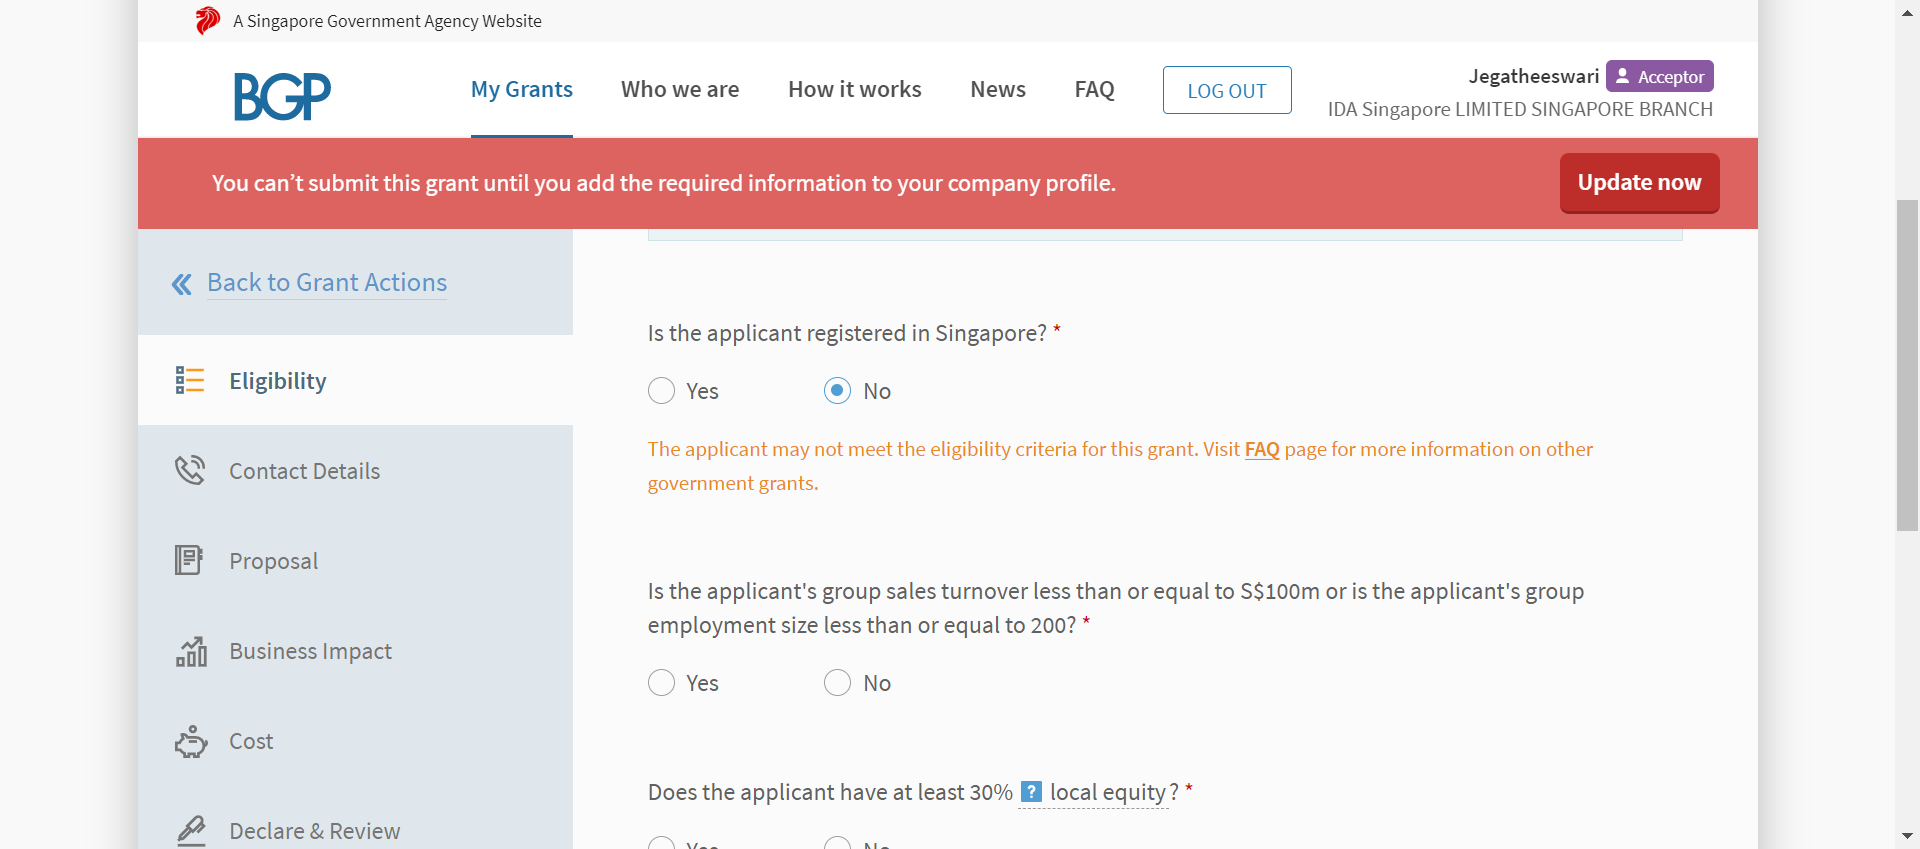 A Singapore Government Agency Website
BGP
My Grants
Who we are
How it works
News
FAQ
LOG OUT
Jegatheeswari
Acceptor
IDA Singapore LIMITED SINGAPORE BRANCH
You can’t submit this grant until you add the required information to your company profile.
Update now
Back to Grant Actions
Eligibility
Contact Details
Proposal
Business Impact
Cost
Declare & Review
Is the applicant registered in Singapore? *
Yes
No
The applicant may not meet the eligibility criteria for this grant. Visit FAQ page for more information on other
government grants.
Is the applicant's group sales turnover less than or equal to S$100m or is the applicant's group
employment size less than or equal to 200? *
Yes
No
Does the applicant have at least 30% ? local equity? *
Yes
No